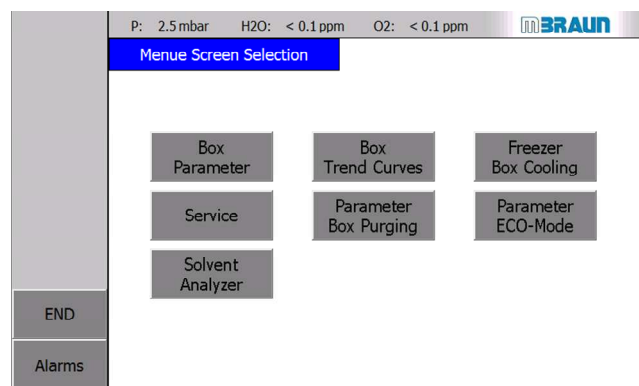 P: 2.5 mbar H2O: < 0.1 ppm O2: < 0.1 ppm MBRAUN
Menue Screen Selection
Box
Parameter
Box
Trend Curves
Freezer
Box Cooling
Service
Parameter
Box Purging
Parameter
ECO-Mode
Solvent
Analyzer
END
Alarms